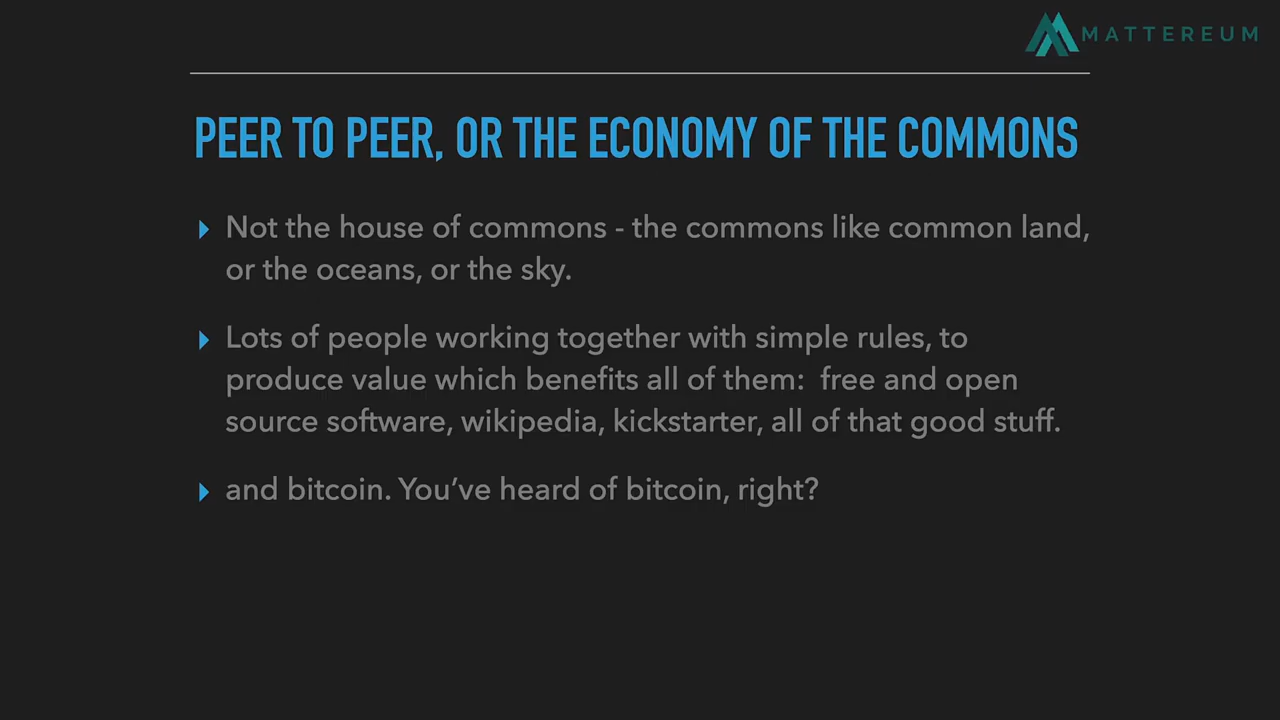 MATTEREUM
PEER TO PEER, OR THE ECONOMY OF THE COMMONS
Not the house of commons - the commons like common land,
or the oceans, or the sky.
Lots of people working together with simple rules, to
produce value which benefits all of them:  free and open
source software, wikipedia, kickstarter, all of that good stuff.
and bitcoin. You’ve heard of bitcoin, right?